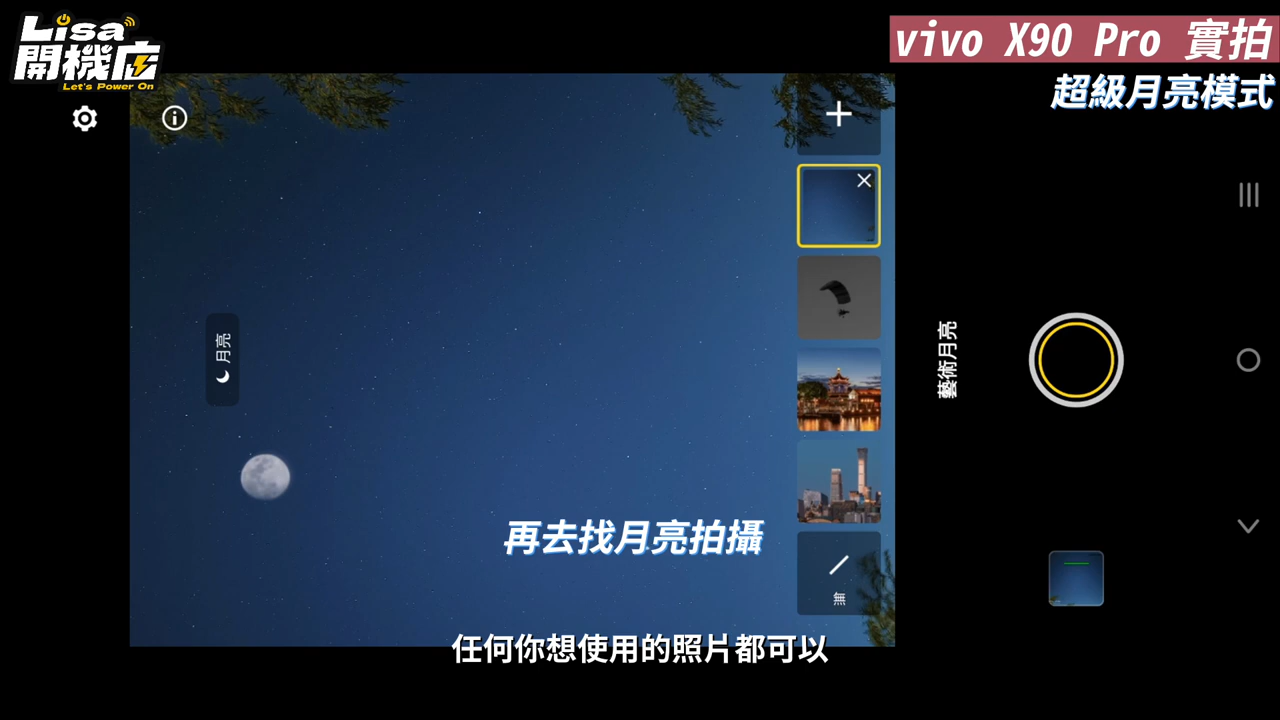 Lisa
開機店
Let's Power On
vivo X90 Pro 實拍
超級月亮模式
月亮
藝術月亮
再去找月亮拍攝
無
任何你想使用的照片都可以